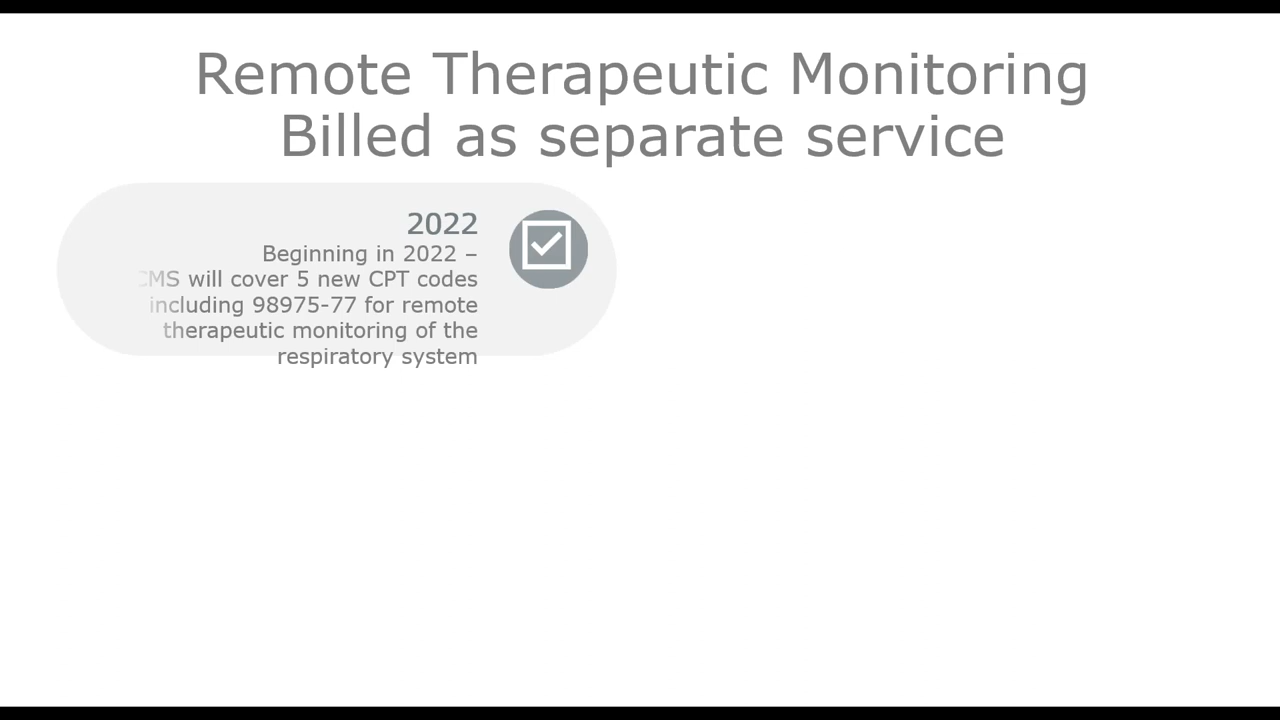 Remote Therapeutic Monitoring
Billed as separate service
2022
Beginning in 2022 –
CMS will cover 5 new CPT codes
including 98975-77 for remote
therapeutic monitoring of the
respiratory system